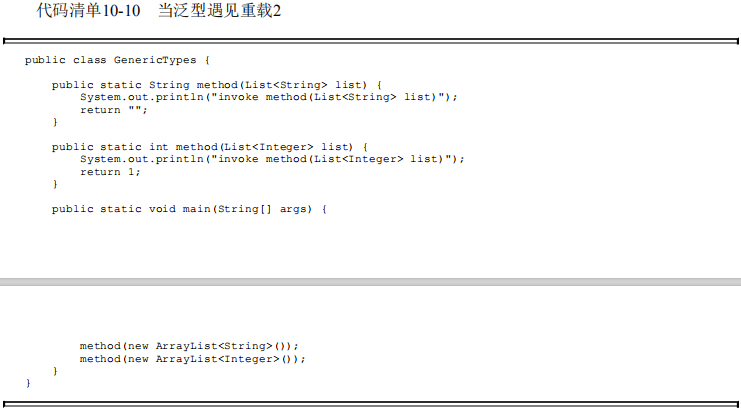 代码清单10-10 当泛型遇见重载2
public class GenericTypes {
public static String method(List<String> list) {
System.out.println("invoke method(List<String> list)");
return "";
}
public static int method(List<Integer> list) {
System.out.println("invoke method(List<Integer> list)");
return 1;
}
public static void main(String[] args) {
method(new ArrayList<String>());
method(new ArrayList<Integer>());
}
}